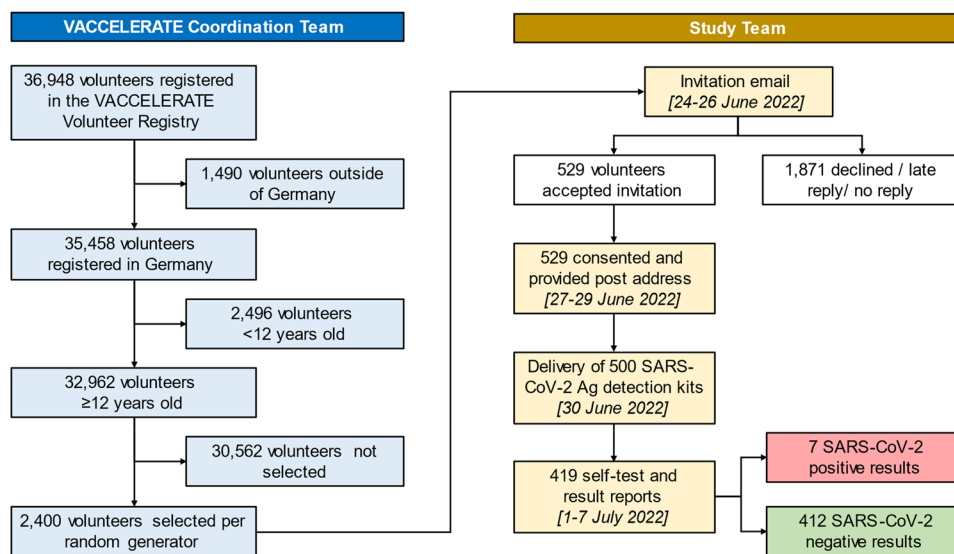 VACCELERATE Coordination Team
36,948 volunteers registered
in the VACCELERATE
Volunteer Registry
1,490 volunteers outside
of Germany
35,458 volunteers
registered in Germany
2,496 volunteers
<12 years old
32,962 volunteers
≥12 years old
30,562 volunteers not
selected
2,400 volunteers selected per
random generator
Study Team
Invitation email
[24-26 June 2022]
529 volunteers
accepted invitation
1,871 declined / late
reply/ no reply
529 consented and
provided post address
[27-29 June 2022]
Delivery of 500 SARS-
CoV-2 Ag detection kits
[30 June 2022]
419 self-test and
result reports
[1-7 July 2022]
7 SARS-CoV-2
positive results
412 SARS-CoV-2
negative results